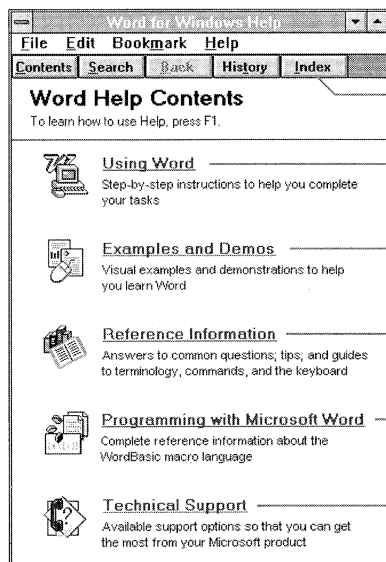 Word for Windows Help
File Edit Bookmark Help
Contents Search Back History Index
Word Help Contents
To learn how to use Help, press F1.
Using Word
Step-by-step instructions to help you complete
your tasks
Examples and Demos
Visual examples and demonstrations to help
you learn Word
Reference Information
Answers to common questions; tips; and guides
to terminology, commands, and the keyboard
Programming with Microsoft Word
Complete reference information about the
WordBasic macro language
Technical Support
Available support options so that you can get
the most from your Microsoft product